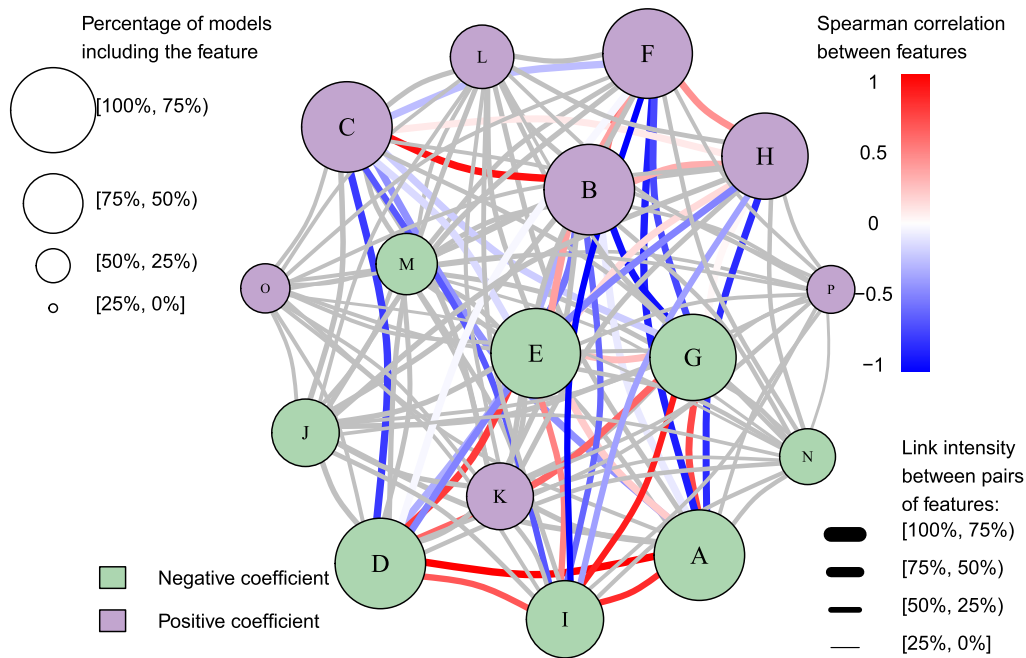 Percentage of models
including the feature
[100%, 75%)
[75%, 50%)
[50%, 25%)
[25%, 0%]
Spearman correlation
between features
1
0.5
0
−0.5
−1
L
F
C
H
B
M
O
P
E
G
J
N
K
D
A
I
Negative coefficient
Positive coefficient
Link intensity
between pairs
of features:
[100%, 75%)
[75%, 50%)
[50%, 25%)
[25%, 0%]